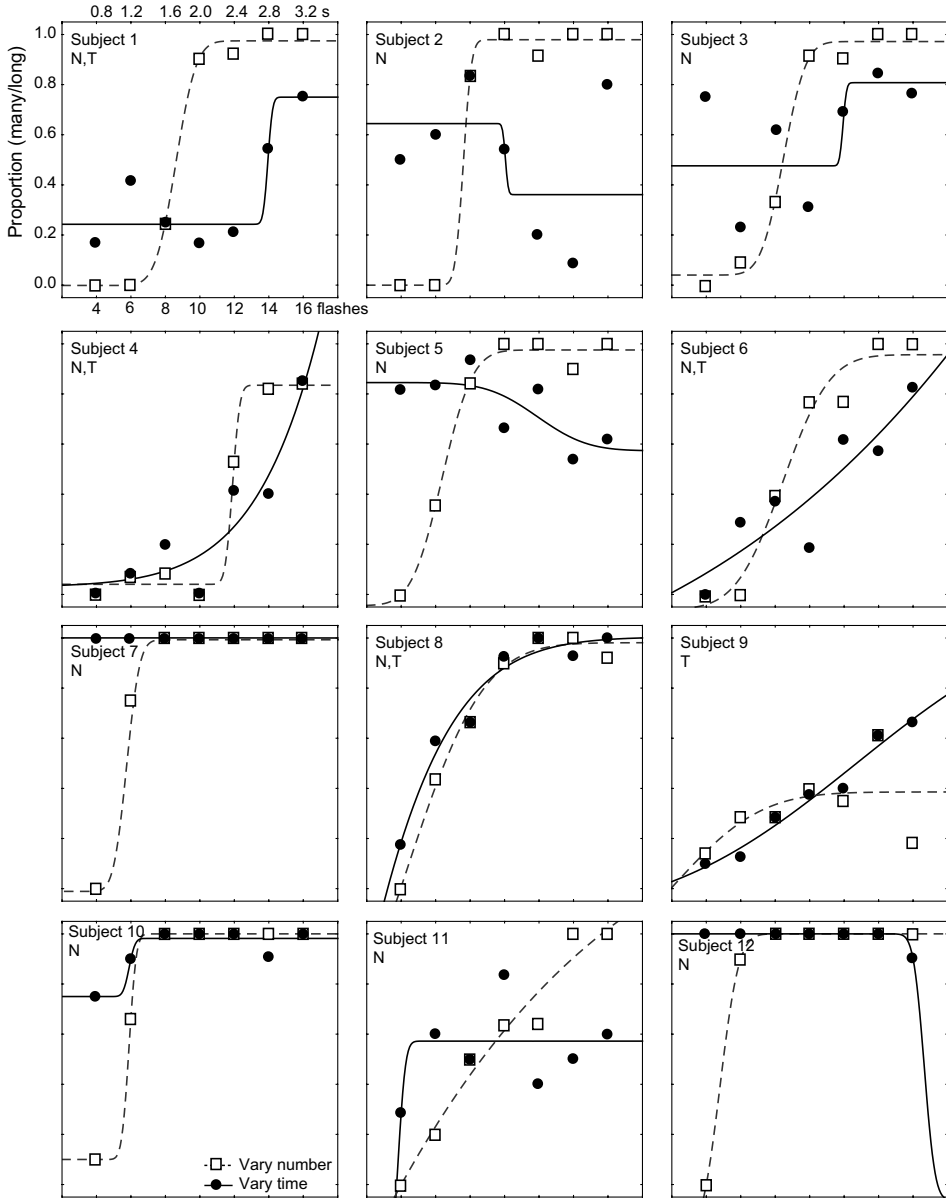 0.8 1.2 1.6 2.0 2.4 2.8 3.2 s
Proportion (many/long)
1.0
0.8
0.6
0.4
0.2
0.0
Subject 1
N,T
Subject 2
N
Subject 3
N
4 6 8 10 12 14 16 flashes
Subject 4
N,T
Subject 5
N
Subject 6
N,T
Subject 7
N
Subject 8
N,T
Subject 9
T
Subject 10
N
Subject 11
N
Subject 12
N
Vary number
Vary time